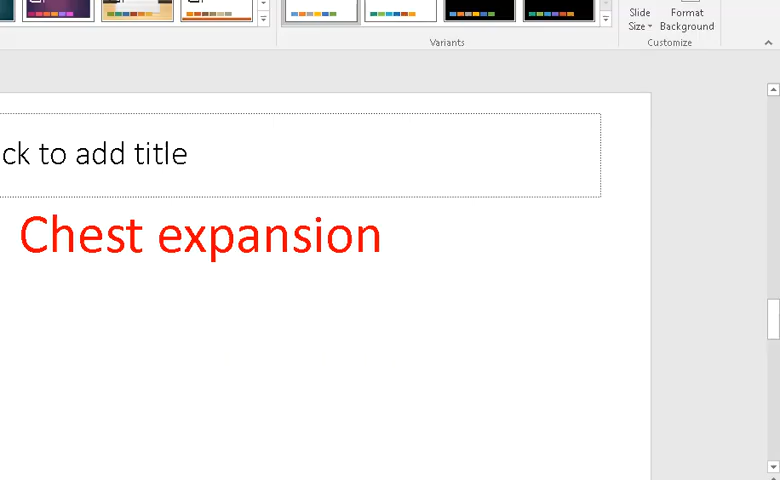 Variants
Slide
Size
Format
Background
Customize
ck to add title
Chest expansion